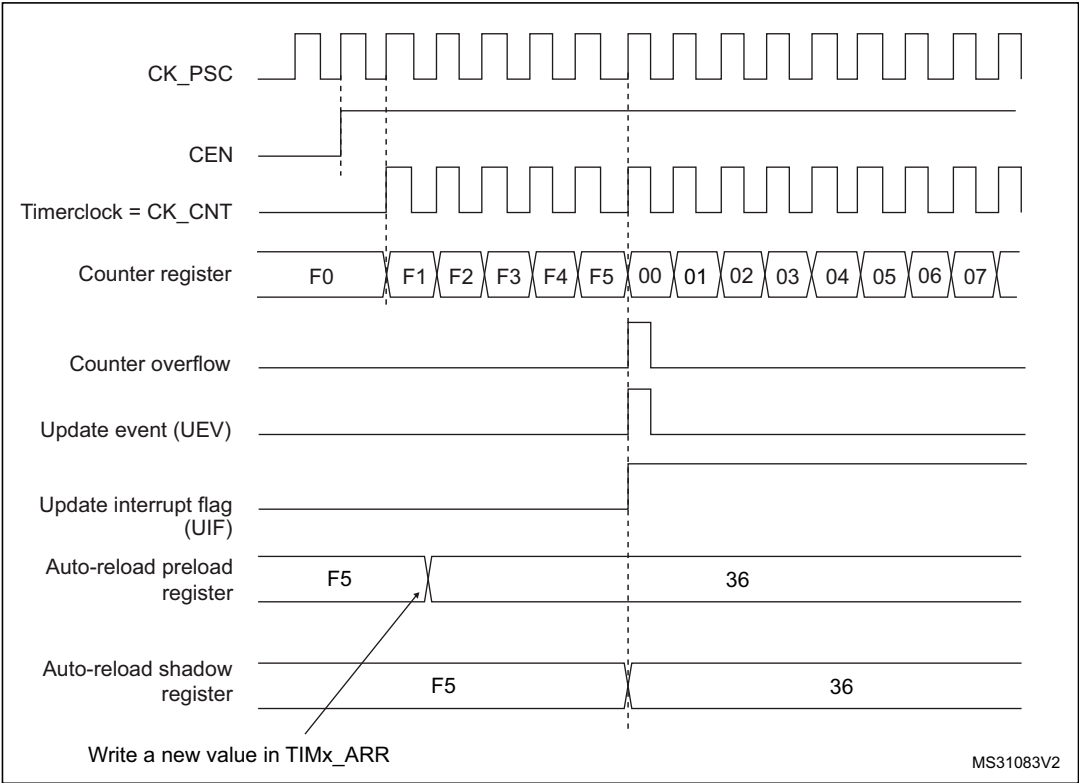 CK_PSC
CEN
Timerclock = CK_CNT
Counter register
F0 F1 F2 F3 F4 F5 00 01 02 03 04 05 06 07
Counter overflow
Update event (UEV)
Update interrupt flag
(UIF)
Auto-reload preload
register
F5 36
Auto-reload shadow
register
F5 36
Write a new value in TIMx_ARR
MS31083V2